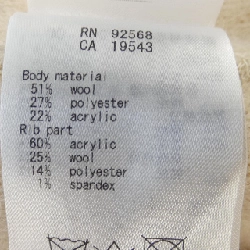 RN 92568
CA 19543
Body material
51% wool
27% polyester
22% acrylic
Rib part
60% acrylic
25% wool
14% polyester
1% spandex